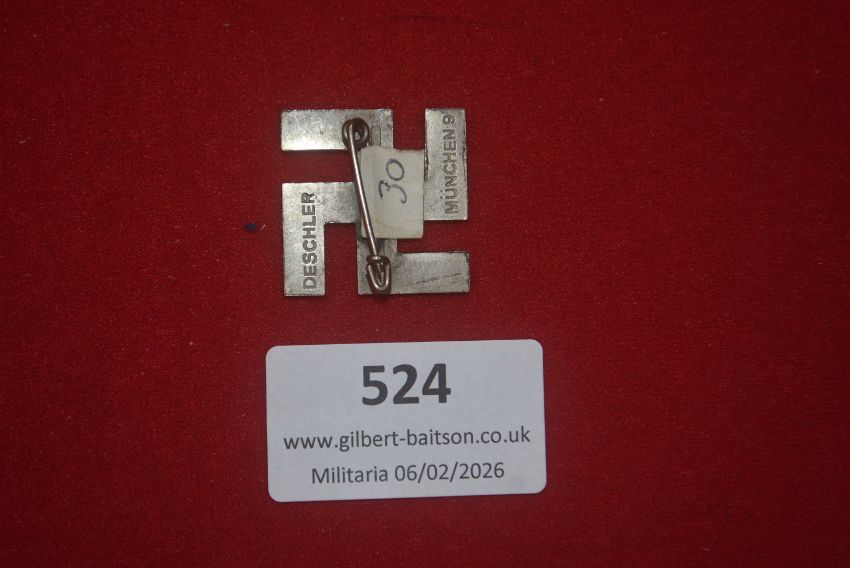 DESCHLER
30
MÜNCHEN 9
524
www.gilbert-baitson.co.uk
Militaria 06/02/2026